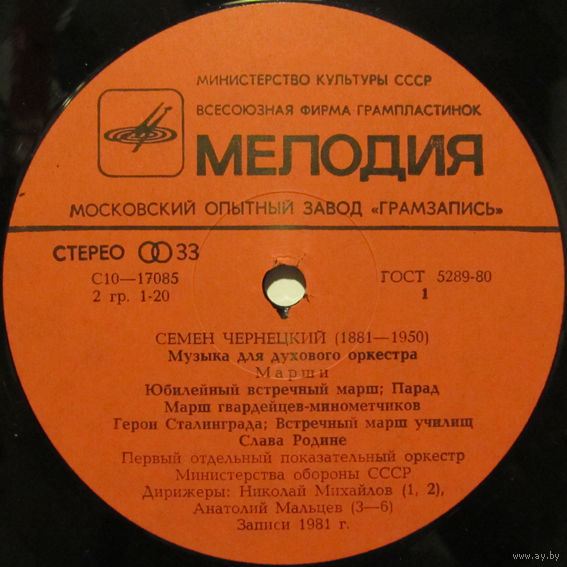 МИНИСТЕРСТВО КУЛЬТУРЫ СССР
ВСЕСОЮЗНАЯ ФИРМА ГРАМПЛАСТИНОК
МЕЛОДИЯ
МОСКОВСКИЙ ОПЫТНЫЙ ЗАВОД «ГРАМЗАПИСЬ»
СТЕРЕО 33
С10—17085
2 гр. 1-20
ГОСТ 5289-80
1
СЕМЕН ЧЕРНЕЦКИЙ (1881—1950)
Музыка для духового оркестра
Марши
Юбилейный встречный марш; Парад
Марш гвардейцев-минометчиков
Герои Сталинграда; Встречный марш училищ
Слава Родине
Первый отдельный показательный оркестр
Министерства обороны СССР
Дирижеры: Николай Михайлов (1, 2),
Анатолий Мальцев (3—6)
Записи 1981 г.
www.ay.by